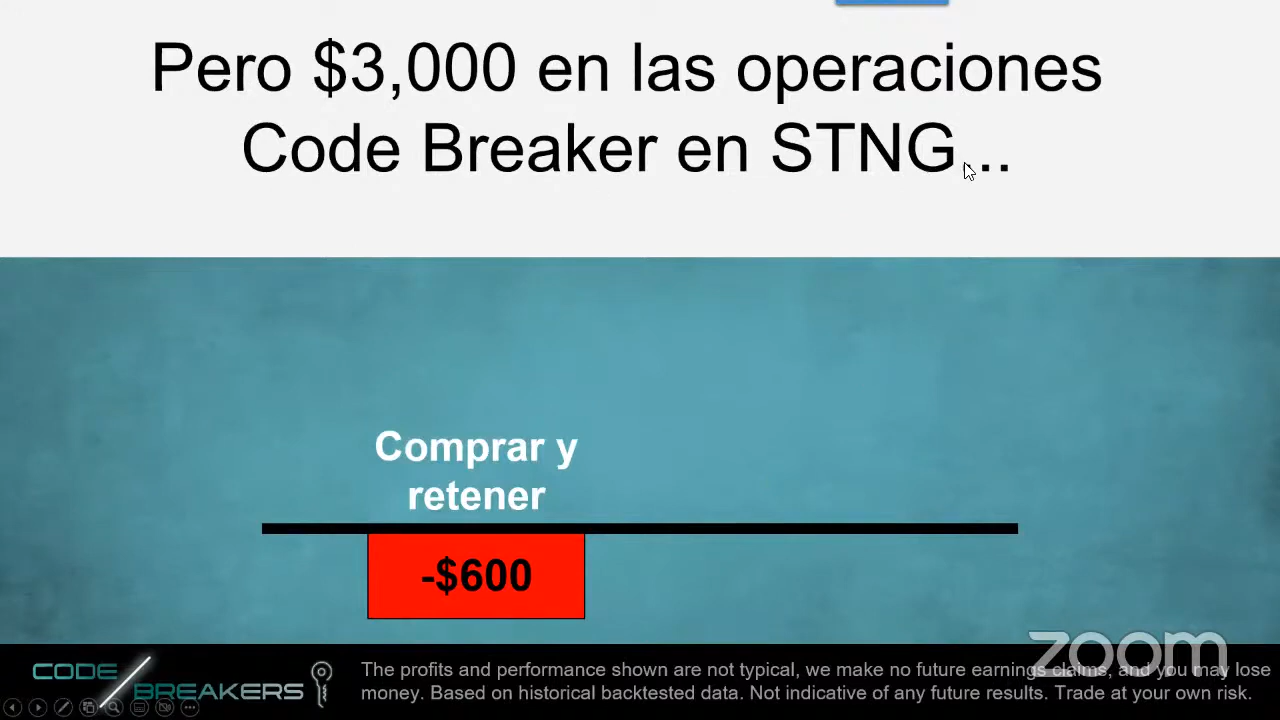 Pero $3,000 en las operaciones
Code Breaker en STNG...
Comprar y
retener
-$600
CODE
BREAKERS
The profits and performance shown are not typical, we make no future earnings claims, and you may lose
money. Based on historical backtested data. Not indicative of any future results. Trade at your own risk.
zoom